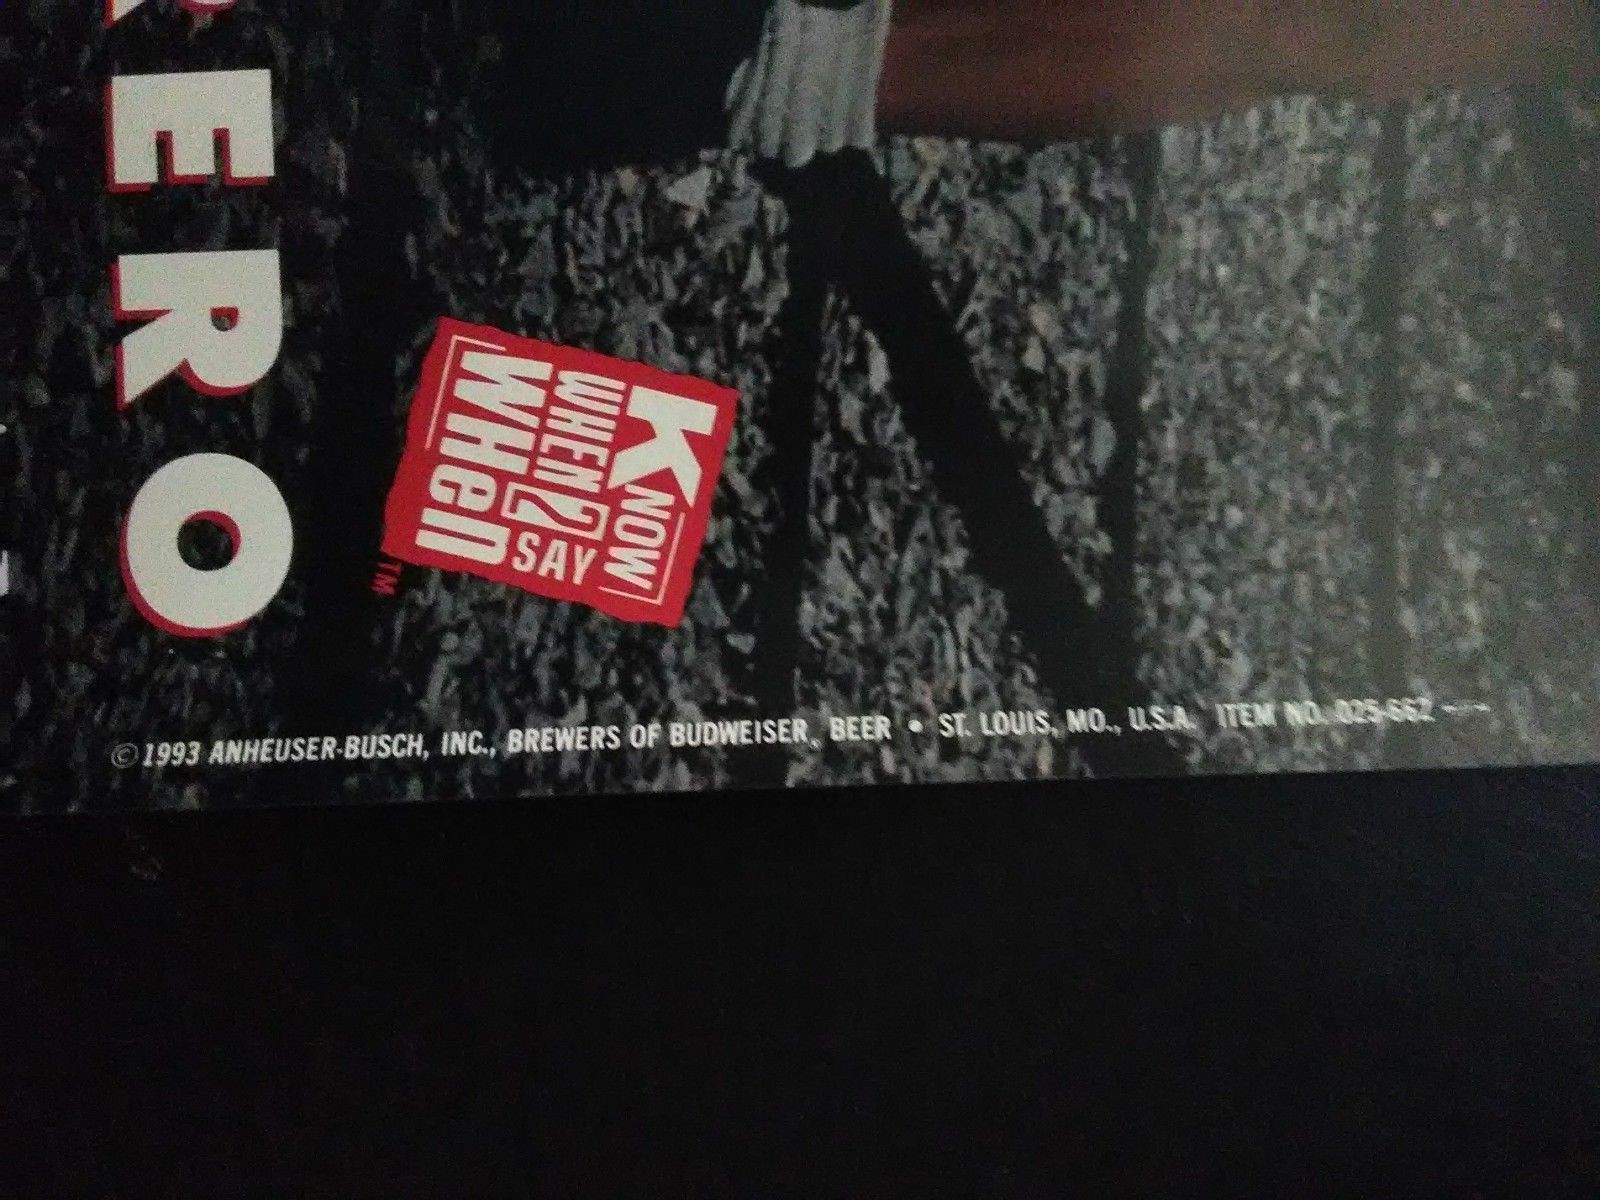 ERO
KNOW
WHEN 2 SAY
WHen
TM
© 1993 ANHEUSER-BUSCH, INC., BREWERS OF BUDWEISER® BEER • ST. LOUIS, MO., U.S.A. ITEM NO. 025-662